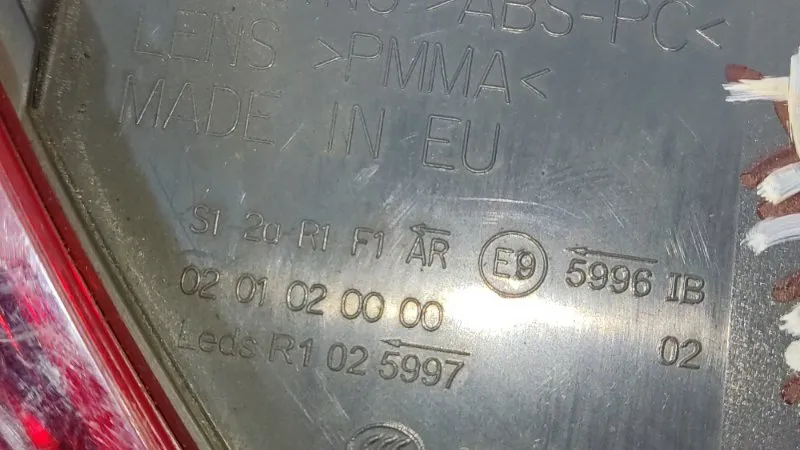 >ABS-PC<
LENS >PMMA<
MADE IN EU
S1 2a R1 F1 AR E9 5996 IB
02 01 02 00 00 02
Leds R1 02 5997